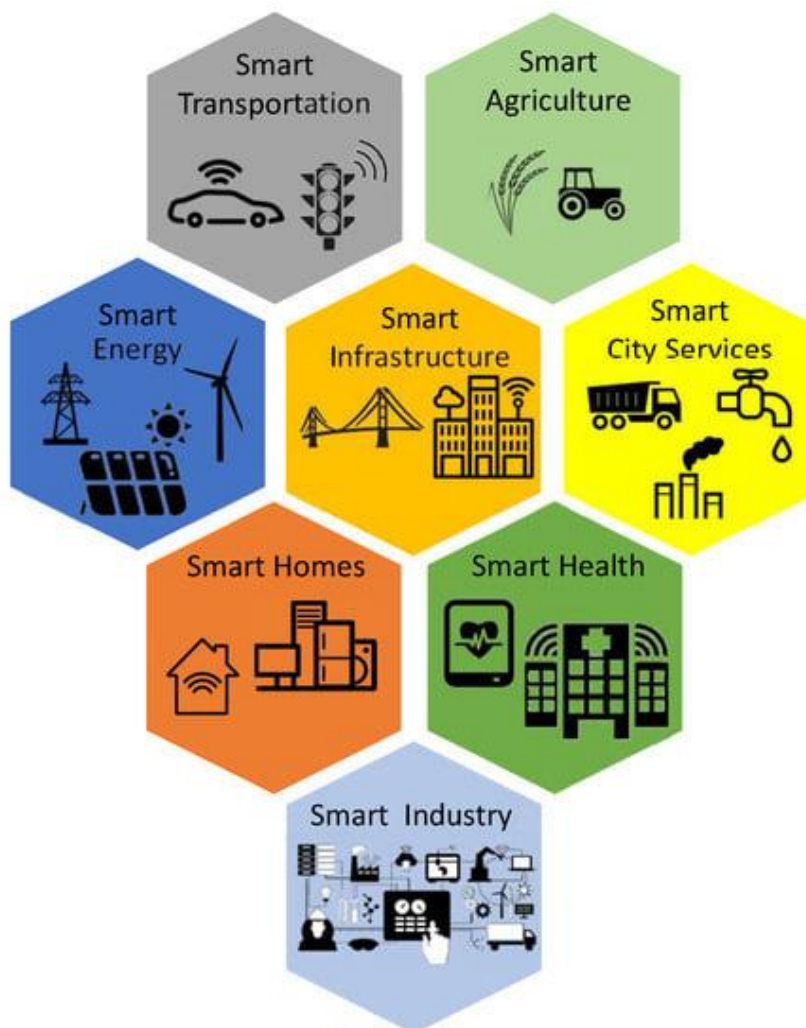 Smart
Transportation
Smart
Agriculture
Smart
Energy
Smart
Infrastructure
Smart
City Services
Smart Homes
Smart Health
Smart Industry